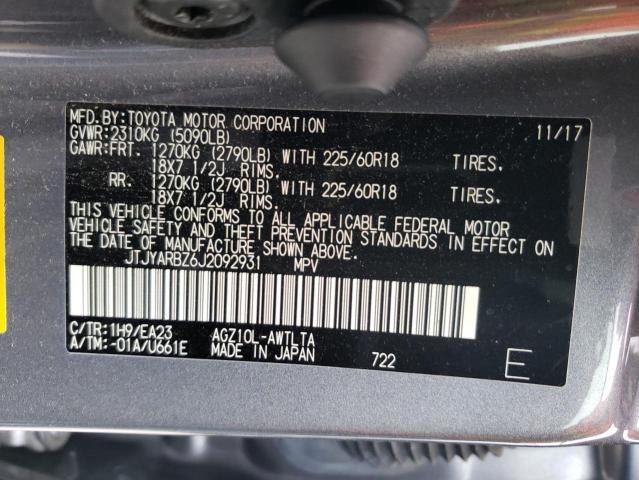 MFD.BY:TOYOTA MOTOR CORPORATION 11/17
GVWR:2310KG (5090LB)
GAWR:FRT. 1270KG (2790LB) WITH 225/60R18 TIRES.
18X7 1/2J RIMS.
RR. 1270KG (2790LB) WITH 225/60R18 TIRES.
18X7 1/2J RIMS.
THIS VEHICLE CONFORMS TO ALL APPLICABLE FEDERAL MOTOR
VEHICLE SAFETY AND THEFT PREVENTION STANDARDS IN EFFECT ON
THE DATE OF MANUFACTURE SHOWN ABOVE.
JTJYARBZ6J2092931 MPV
C/TR:1H9/EA23 AGZ10L-AWTLTA
A/TM:-01A/U661E MADE IN JAPAN 722 E